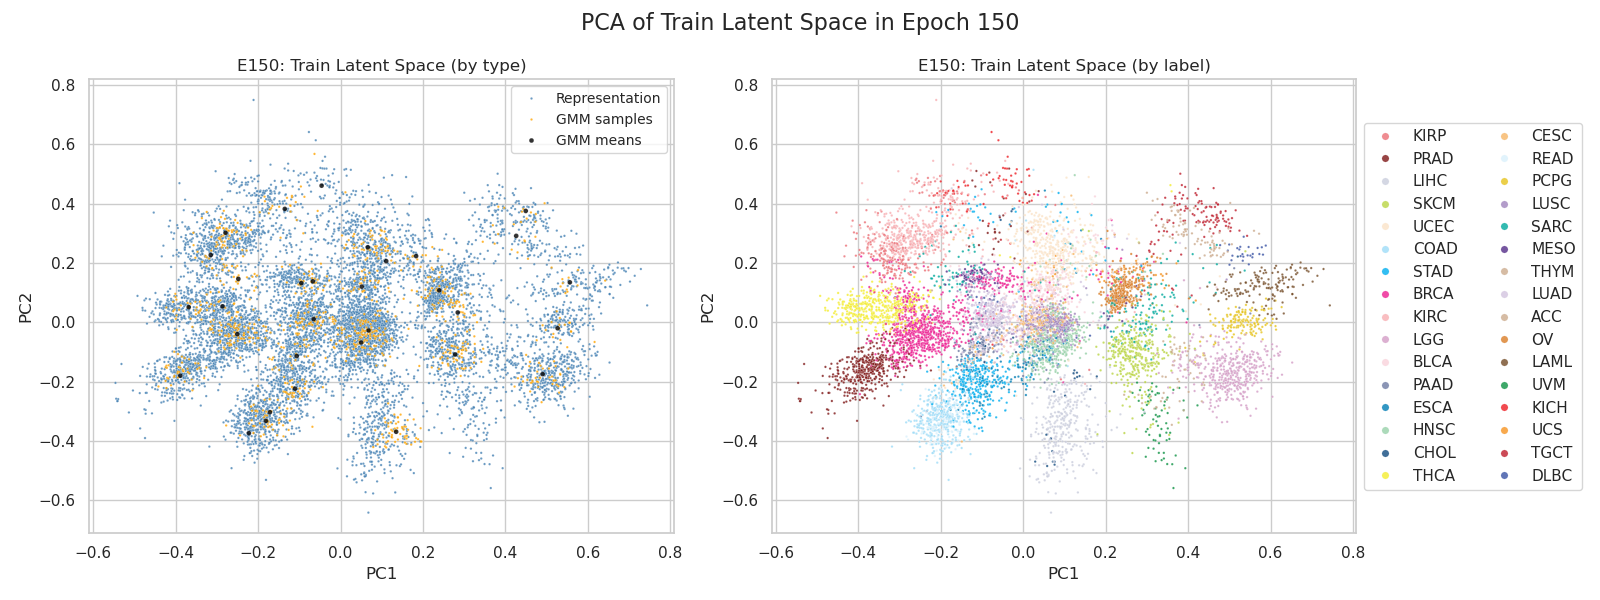 PCA of Train Latent Space in Epoch 150
E150: Train Latent Space (by type)
0.8
0.6
0.4
0.2
0.0
−0.2
−0.4
−0.6
PC2
−0.6 −0.4 −0.2 0.0 0.2 0.4 0.6 0.8
PC1
Representation
GMM samples
GMM means
E150: Train Latent Space (by label)
0.8
0.6
0.4
0.2
0.0
−0.2
−0.4
−0.6
PC2
−0.6 −0.4 −0.2 0.0 0.2 0.4 0.6 0.8
PC1
KIRP CESC
PRAD READ
LIHC PCPG
SKCM LUSC
UCEC SARC
COAD MESO
STAD THYM
BRCA LUAD
KIRC ACC
LGG OV
BLCA LAML
PAAD UVM
ESCA KICH
HNSC UCS
CHOL TGCT
THCA DLBC